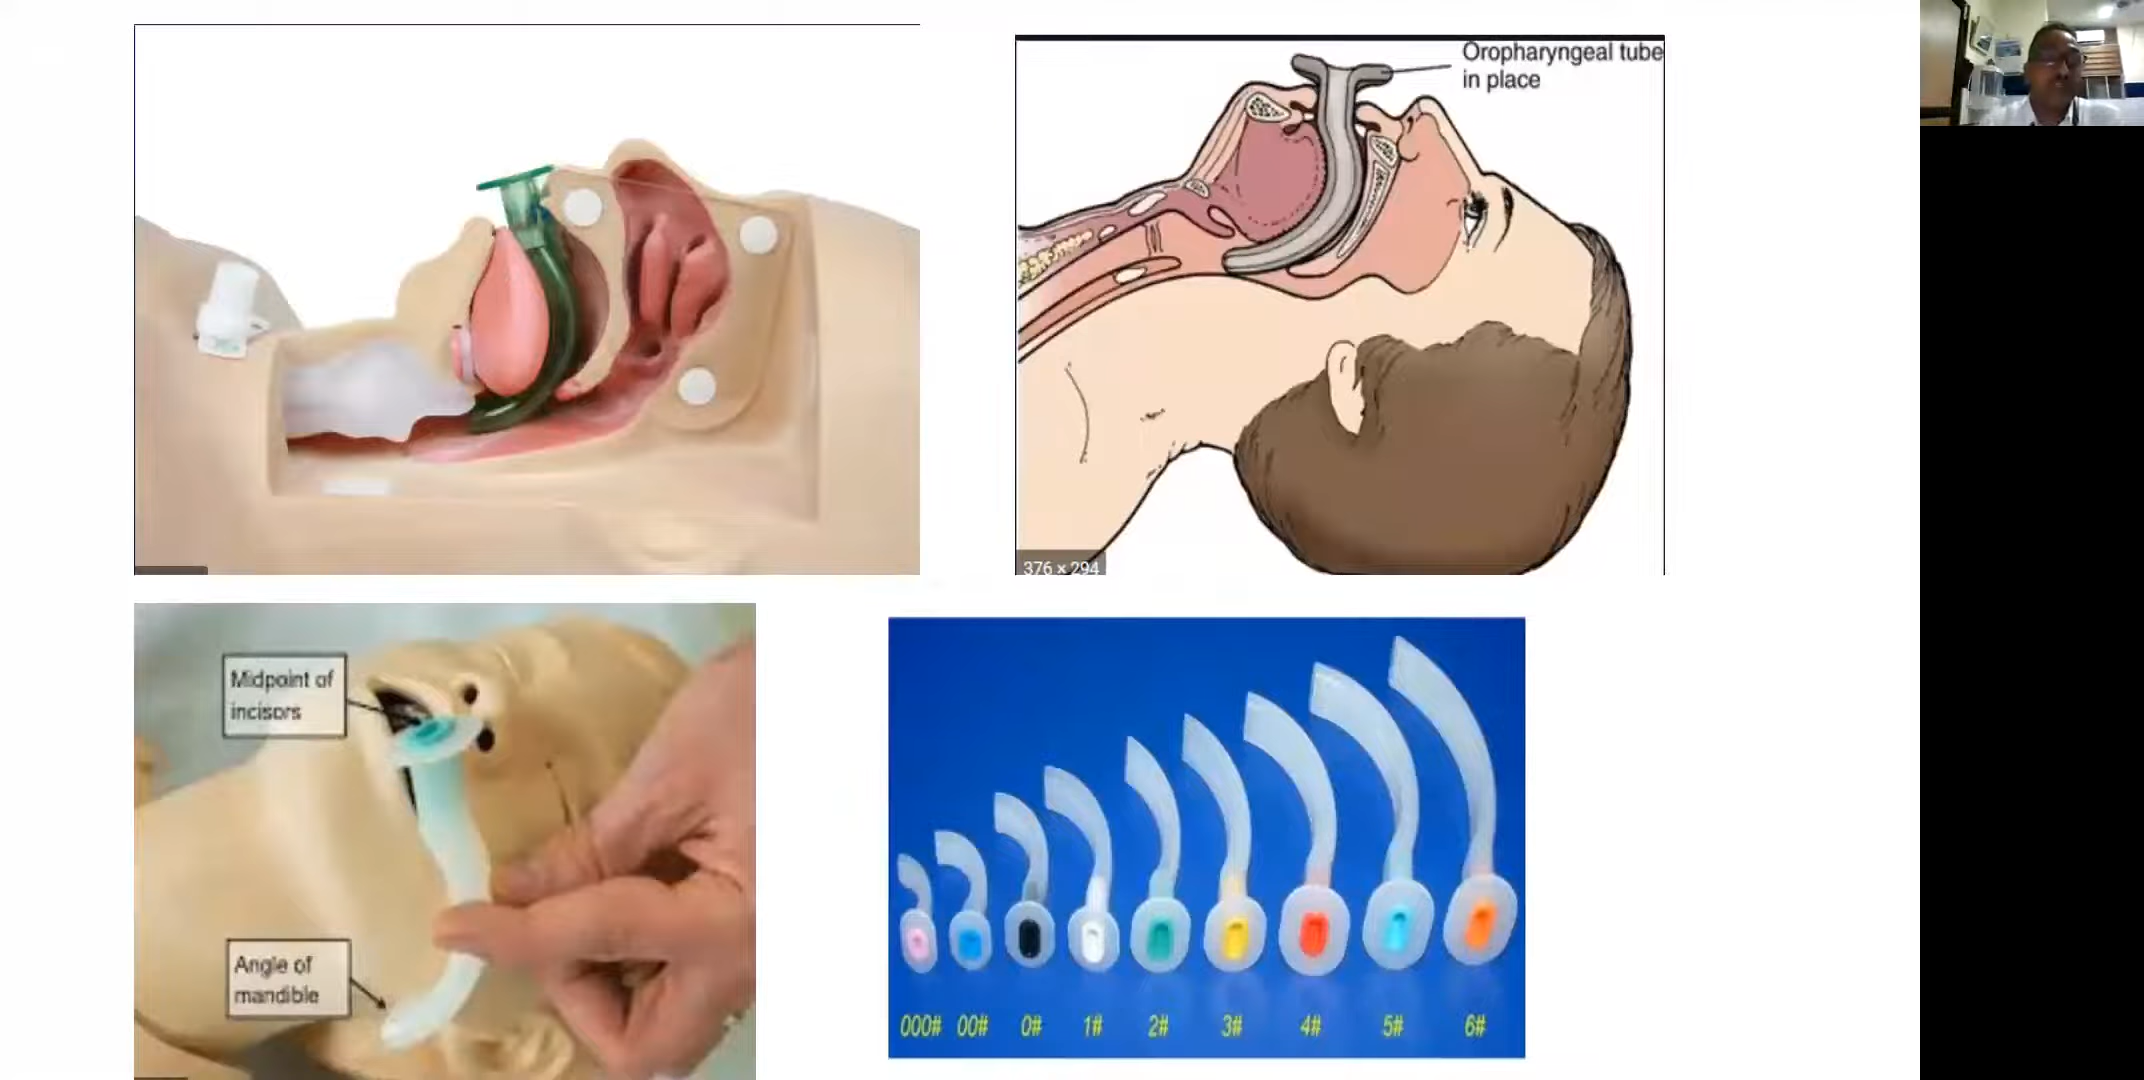 Oropharyngeal tube
in place
376 × 294
Midpoint of
incisors
Angle of
mandible
000# 00# 0# 1# 2# 3# 4# 5# 6#